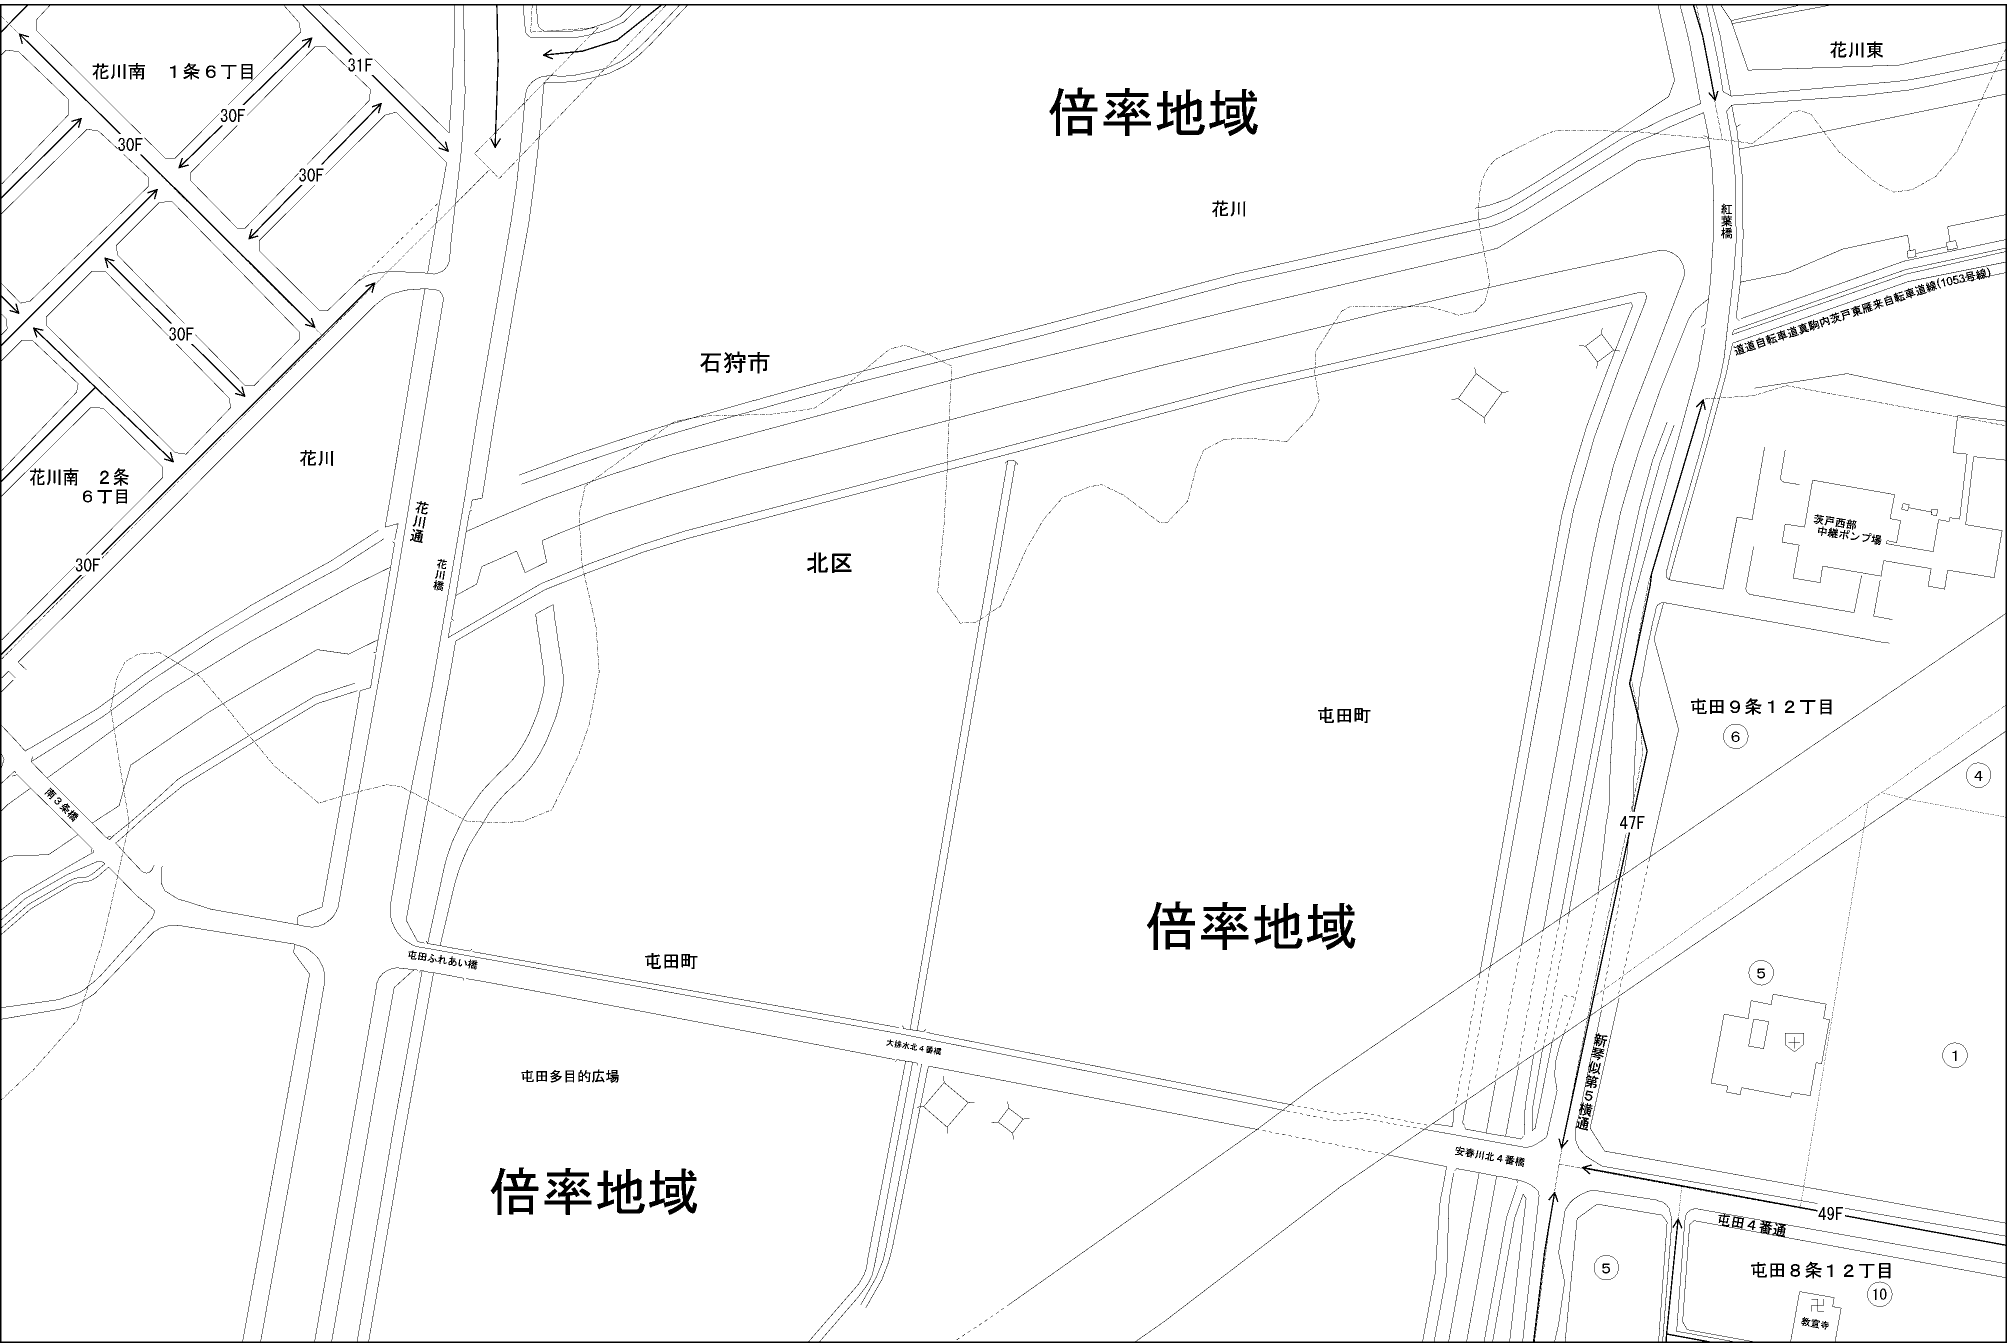 花川南　１条６丁目
31F
花川東
倍率地域
30F
30F
30F
花川
紅葉橋
道道自転車道真駒内茨戸東雁来自転車道線(1053号線)
30F
石狩市
花川
花川南　２条
６丁目
花川通
茨戸西部
中継ポンプ場
30F
花川橋
北区
屯田町
屯田９条１２丁目
6
4
南３条橋
47F
倍率地域
屯田町
屯田ふれあい橋
5
大排水北４番橋
新琴似第５横通
1
屯田多目的広場
安春川北４番橋
倍率地域
49F
屯田４番通
5
屯田８条１２丁目
10
教宣寺